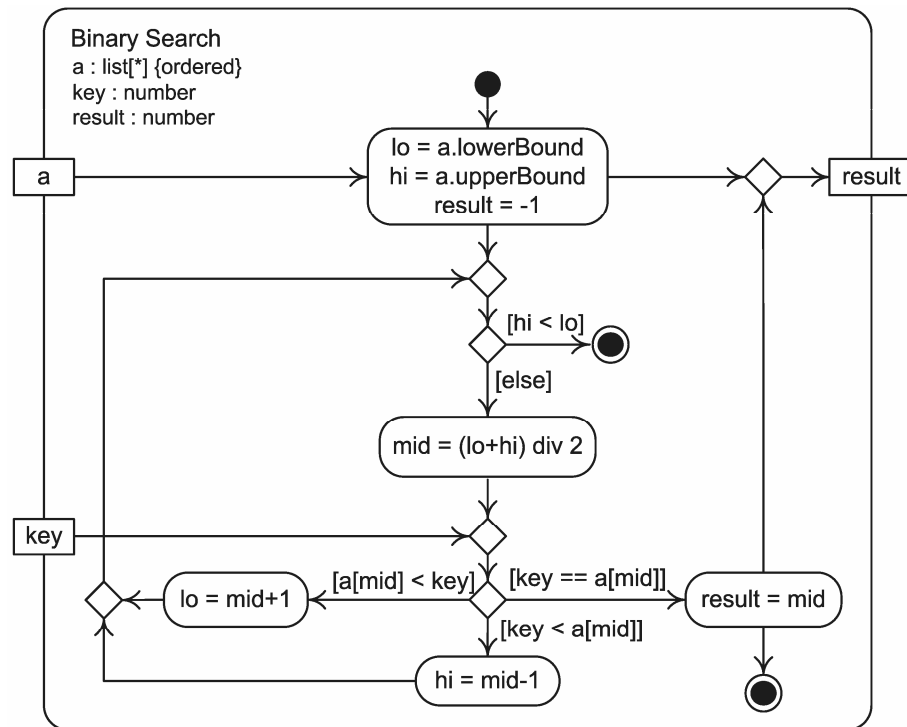 Binary Search
a : list[*] {ordered}
key : number
result : number
lo = a.lowerBound
hi = a.upperBound
result = -1
a
result
[hi < lo]
[else]
mid = (lo+hi) div 2
key
[a[mid] < key]
[key == a[mid]]
lo = mid+1
result = mid
[key < a[mid]]
hi = mid-1